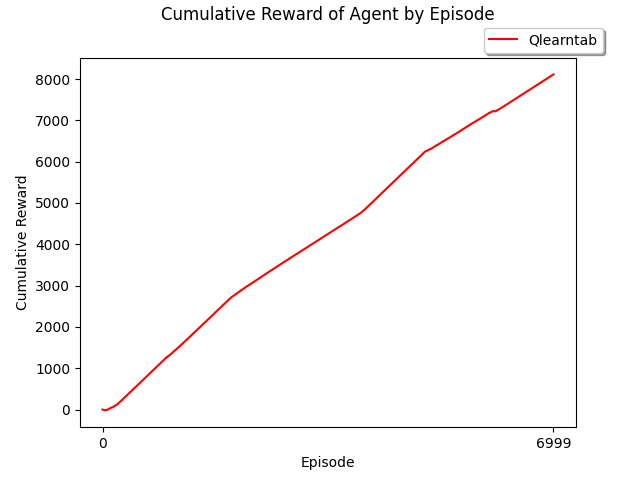 Cumulative Reward of Agent by Episode
Qlearntab
8000
7000
6000
5000
4000
3000
2000
1000
0
Cumulative Reward
0
6999
Episode